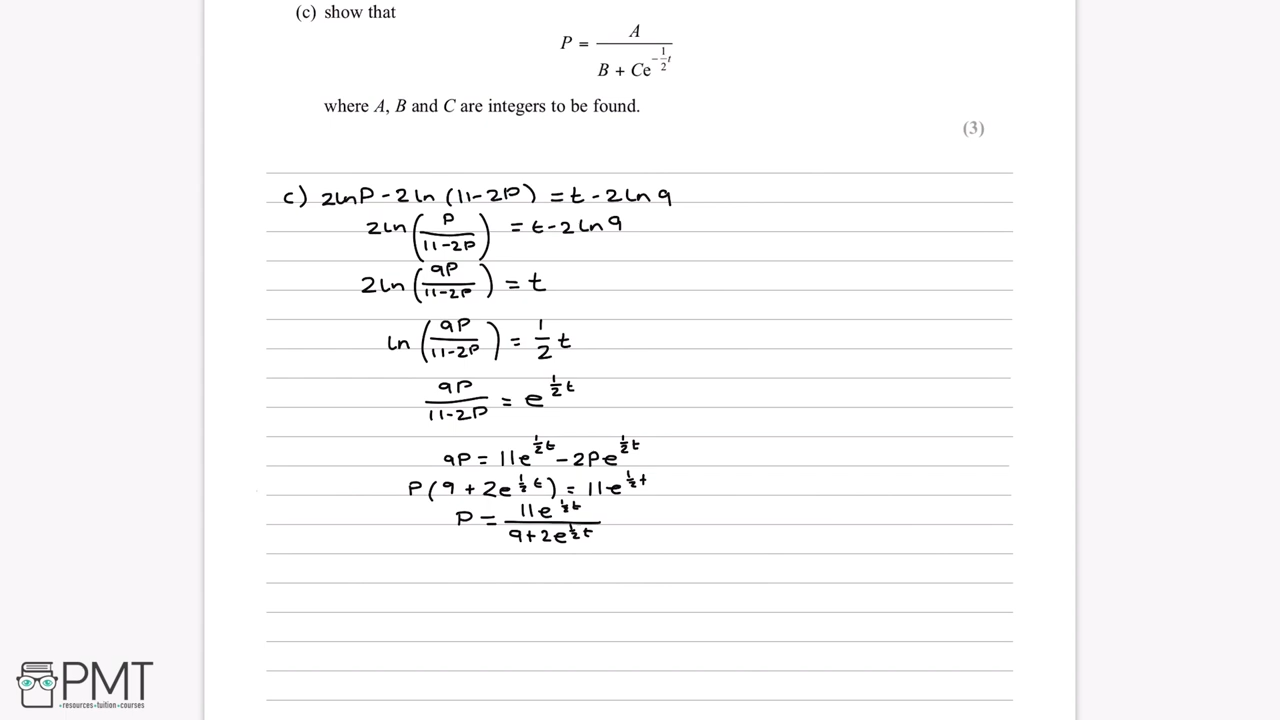 (c) show that
P = A / (B + Ce^(-1/2 t))
where A, B and C are integers to be found.
(3)
c) 2lnP - 2ln(11-2P) = t - 2ln9
2ln(P/(11-2P)) = t - 2ln9
2ln(9P/(11-2P)) = t
ln(9P/(11-2P)) = 1/2 t
9P/(11-2P) = e^(1/2 t)
9P = 11e^(1/2 t) - 2Pe^(1/2 t)
P(9 + 2e^(1/2 t)) = 11e^(1/2 t)
P = 11e^(1/2 t) / (9 + 2e^(1/2 t))
PMT
•resources•tuition•courses